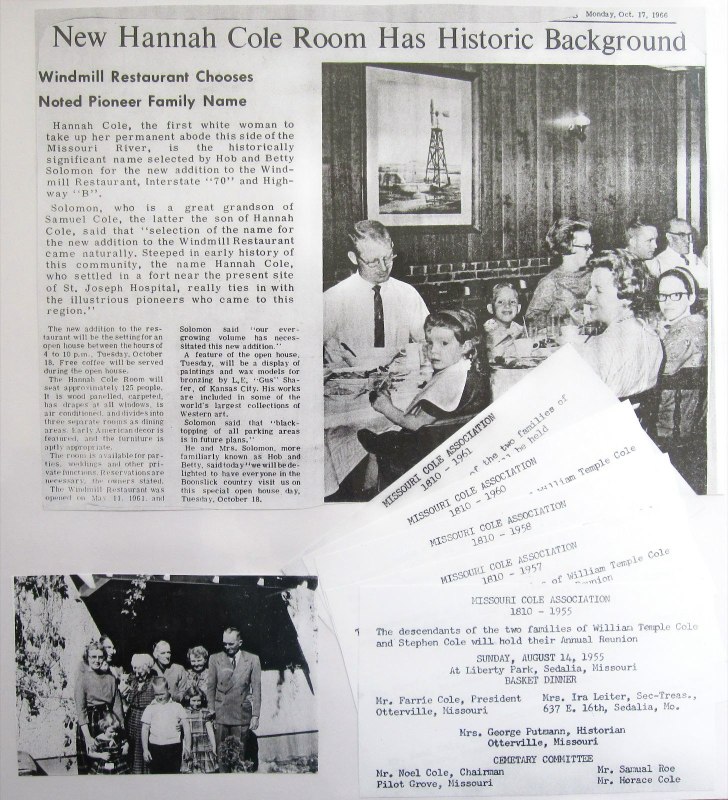 Monday, Oct. 17, 1966
New Hannah Cole Room Has Historic Background
Windmill Restaurant Chooses
Noted Pioneer Family Name
Hannah Cole, the first white woman to
take up her permanent abode this side of the
Missouri River, is the historically
significant name selected by Hob and Betty
Solomon for the new addition to the Wind-
mill Restaurant, Interstate "70" and High-
way "B".
Solomon, who is a great grandson of
Samuel Cole, the latter the son of Hannah
Cole, said that "selection of the name for
the new addition to the Windmill Restaurant
came naturally. Steeped in early history of
this community, the name Hannah Cole,
who settled in a fort near the present site
of St. Joseph Hospital, really ties in with
the illustrious pioneers who came to this
region."
The new addition to the res-
taurant will be the setting for an
open house between the hours of
4 to 10 p.m., Tuesday, October
18. Free coffee will be served
during the open house.
The Hannah Cole Room will
seat approximately 125 people.
It is wood panelled, carpeted,
has drapes at all windows, is
air conditioned, and divides into
three separate rooms as dining
areas. Early American decor is
featured, and the furniture is
aptly appropriate.
The room is available for par-
ties, weddings and other pri-
vate functions. Reservations are
necessary, the owners stated.
The Windmill Restaurant was
opened on May 11, 1961, and
Solomon said "our ever-
growing volume has neces-
sitated this new addition."
A feature of the open house,
Tuesday, will be a display of
paintings and wax models for
bronzing by L.E. "Gus" Sha-
fer, of Kansas City. His works
are included in some of the
world's largest collections of
Western art.
Solomon said that "black-
topping of all parking areas
is in future plans."
He and Mrs. Solomon, more
familiarly known as Hob and
Betty, said today "we will be de-
lighted to have everyone in the
Boonslick country visit us on
this special open house day,
Tuesday, October 18.
MISSOURI COLE ASSOCIATION
1810 - 1961
of the two families of
be held
MISSOURI COLE ASSOCIATION
1810 - 1960
William Temple Cole
MISSOURI COLE ASSOCIATION
1810 - 1958
MISSOURI COLE ASSOCIATION
1810 - 1957
of William Temple Cole
MISSOURI COLE ASSOCIATION
1810 - 1955
The descendants of the two families of William Temple Cole
and Stephen Cole will hold their Annual Reunion
SUNDAY, AUGUST 14, 1955
At Liberty Park, Sedalia, Missouri
BASKET DINNER
Mr. Farrie Cole, President Mrs. Ira Leiter, Sec-Treas.,
Otterville, Missouri 637 E. 16th, Sedalia, Mo.
Mrs. George Putmann, Historian
Otterville, Missouri
CEMETARY COMMITTEE
Mr. Noel Cole, Chairman Mr. Samuel Roe
Pilot Grove, Missouri Mr. Horace Cole